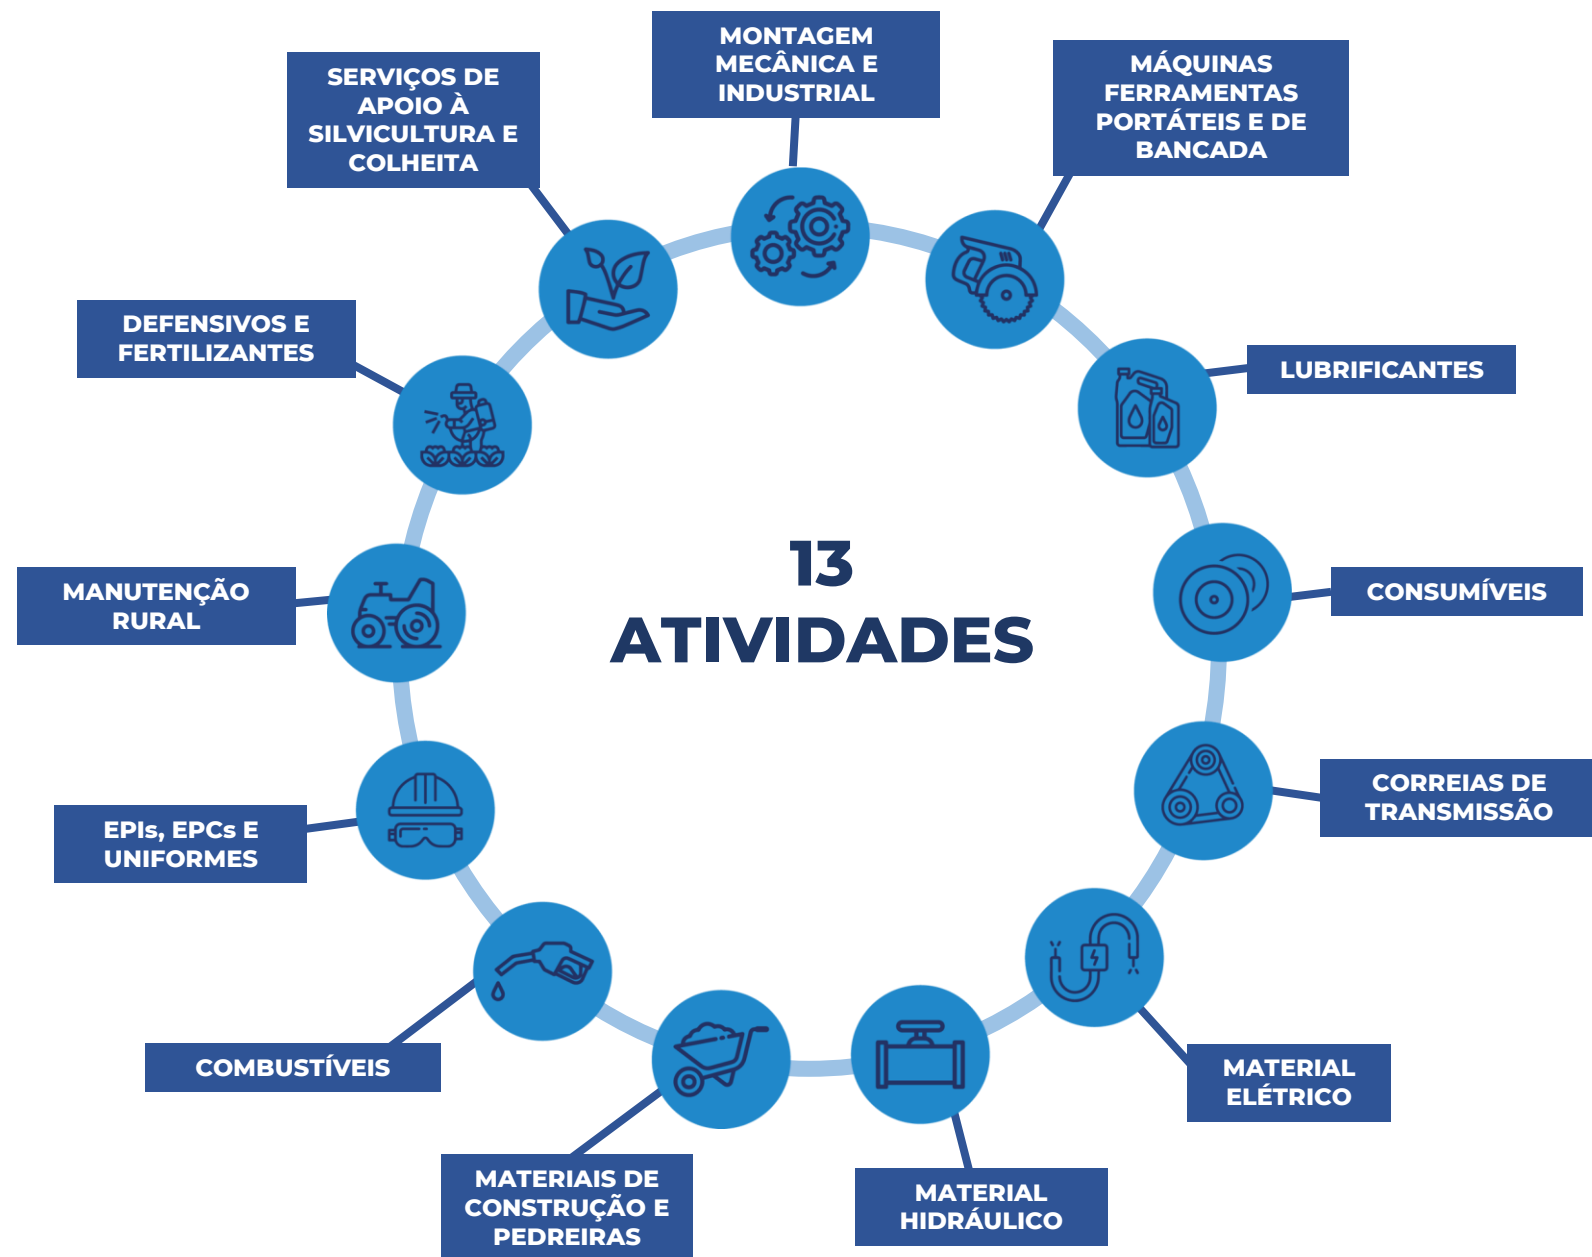 MONTAGEM
MECÂNICA E
INDUSTRIAL
MÁQUINAS
FERRAMENTAS
PORTÁTEIS E DE
BANCADA
SERVIÇOS DE
APOIO À
SILVICULTURA E
COLHEITA
DEFENSIVOS E
FERTILIZANTES
LUBRIFICANTES
13
ATIVIDADES
MANUTENÇÃO
RURAL
CONSUMÍVEIS
CORREIAS DE
TRANSMISSÃO
EPIs, EPCs E
UNIFORMES
COMBUSTÍVEIS
MATERIAL
ELÉTRICO
MATERIAIS DE
CONSTRUÇÃO E
PEDREIRAS
MATERIAL
HIDRÁULICO